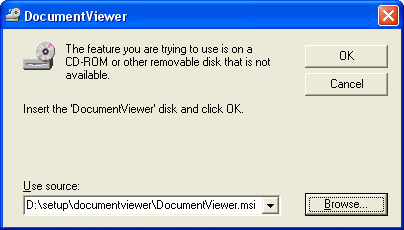 DocumentViewer
The feature you are trying to use is on a
CD-ROM or other removable disk that is not
available.
OK
Cancel
Insert the 'DocumentViewer' disk and click OK.
Use source:
D:\setup\documentviewer\DocumentViewer.msi
Browse...